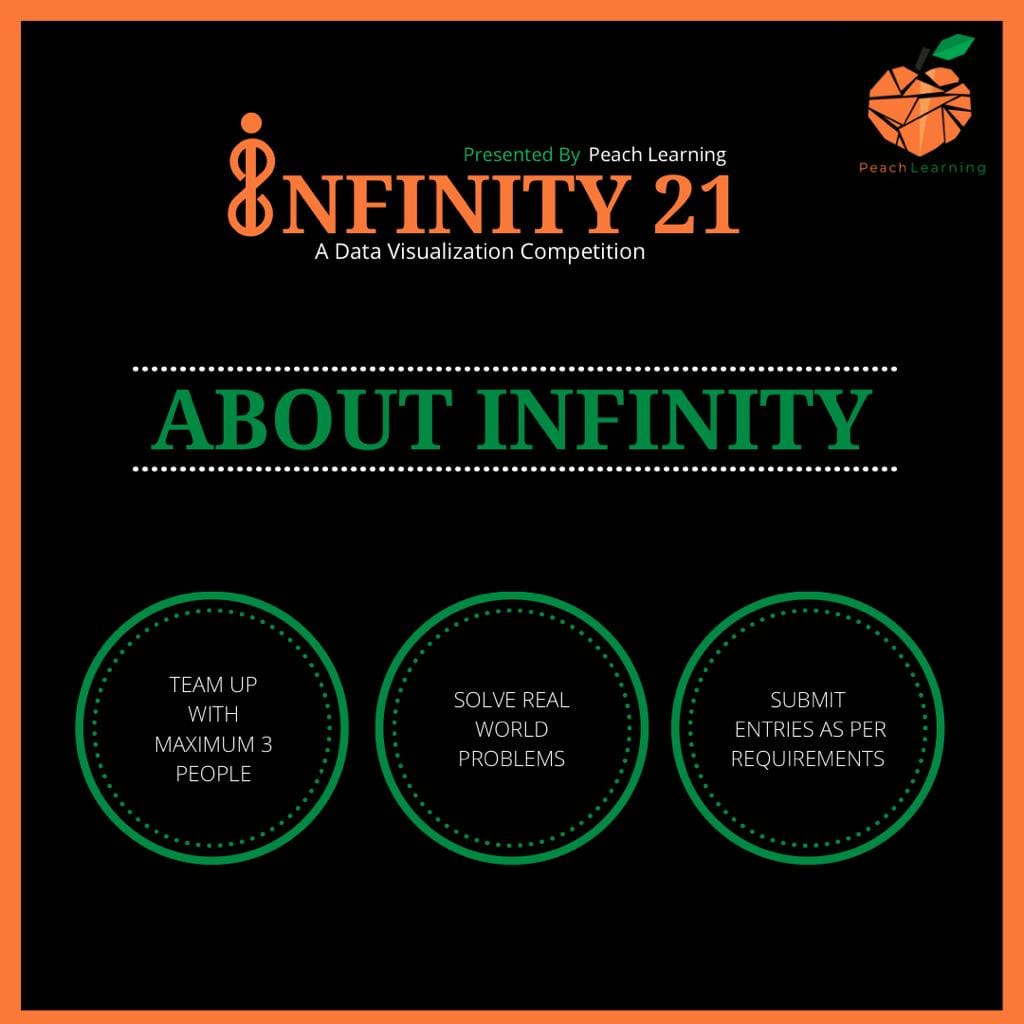 Peach Learning
Presented By Peach Learning
INFINITY 21
A Data Visualization Competition
ABOUT INFINITY
TEAM UP
WITH
MAXIMUM 3
PEOPLE
SOLVE REAL
WORLD
PROBLEMS
SUBMIT
ENTRIES AS PER
REQUIREMENTS